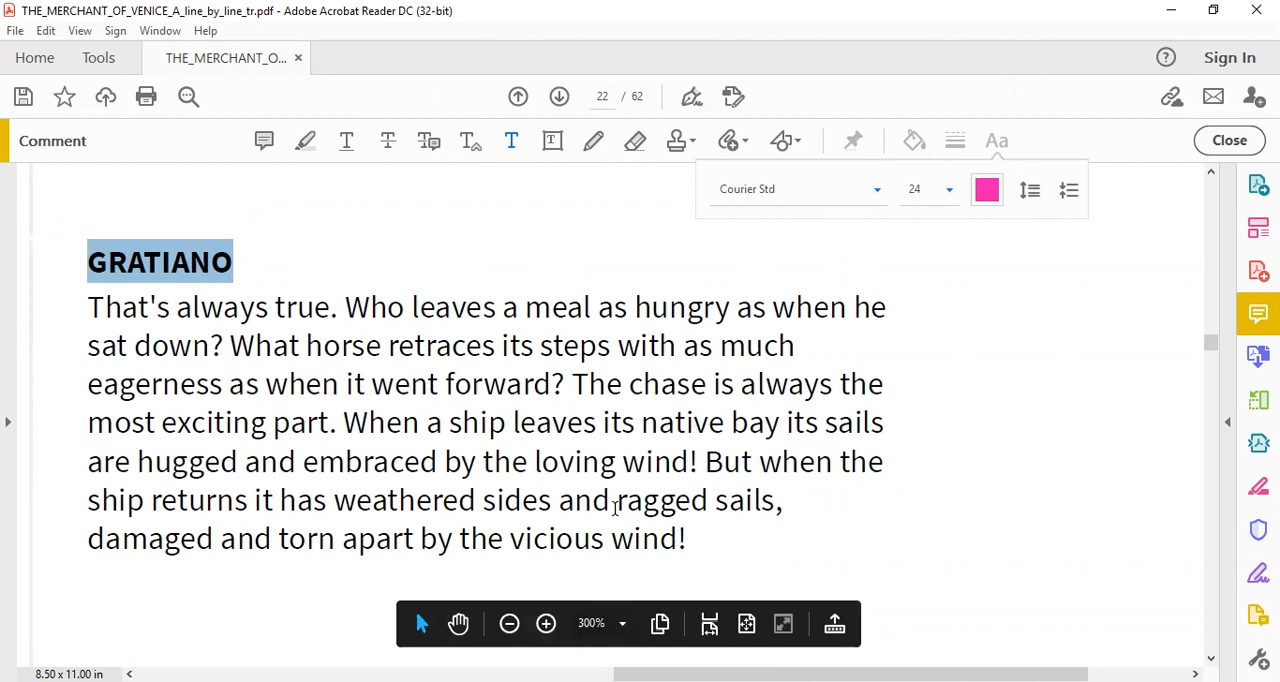 THE_MERCHANT_OF_VENICE_A_line_by_line_tr.pdf - Adobe Acrobat Reader DC (32-bit)
File Edit View Sign Window Help
Home Tools THE_MERCHANT_O... × Sign In
22 / 62
Comment Close
Courier Std 24
GRATIANO
That's always true. Who leaves a meal as hungry as when he
sat down? What horse retraces its steps with as much
eagerness as when it went forward? The chase is always the
most exciting part. When a ship leaves its native bay its sails
are hugged and embraced by the loving wind! But when the
ship returns it has weathered sides and ragged sails,
damaged and torn apart by the vicious wind!
300%
8.50 x 11.00 in